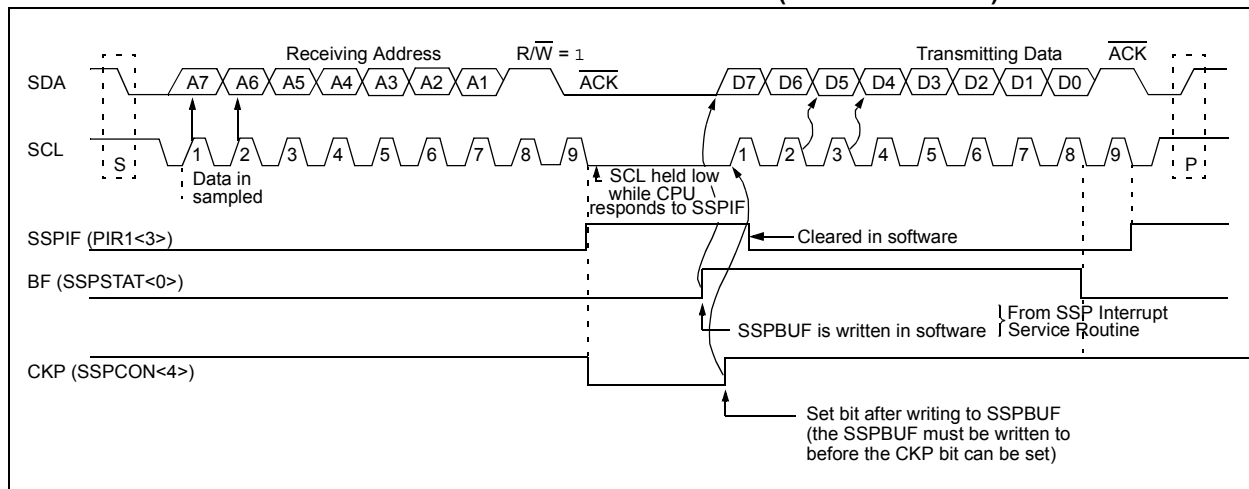 Receiving Address R/W = 1 Transmitting Data ACK
SDA A7 A6 A5 A4 A3 A2 A1 ACK D7 D6 D5 D4 D3 D2 D1 D0
SCL 1 2 3 4 5 6 7 8 9 1 2 3 4 5 6 7 8 9
S P
Data in
sampled
SCL held low
while CPU
responds to SSPIF
SSPIF (PIR1<3>)
Cleared in software
BF (SSPSTAT<0>)
SSPBUF is written in software
From SSP Interrupt
Service Routine
CKP (SSPCON<4>)
Set bit after writing to SSPBUF
(the SSPBUF must be written to
before the CKP bit can be set)